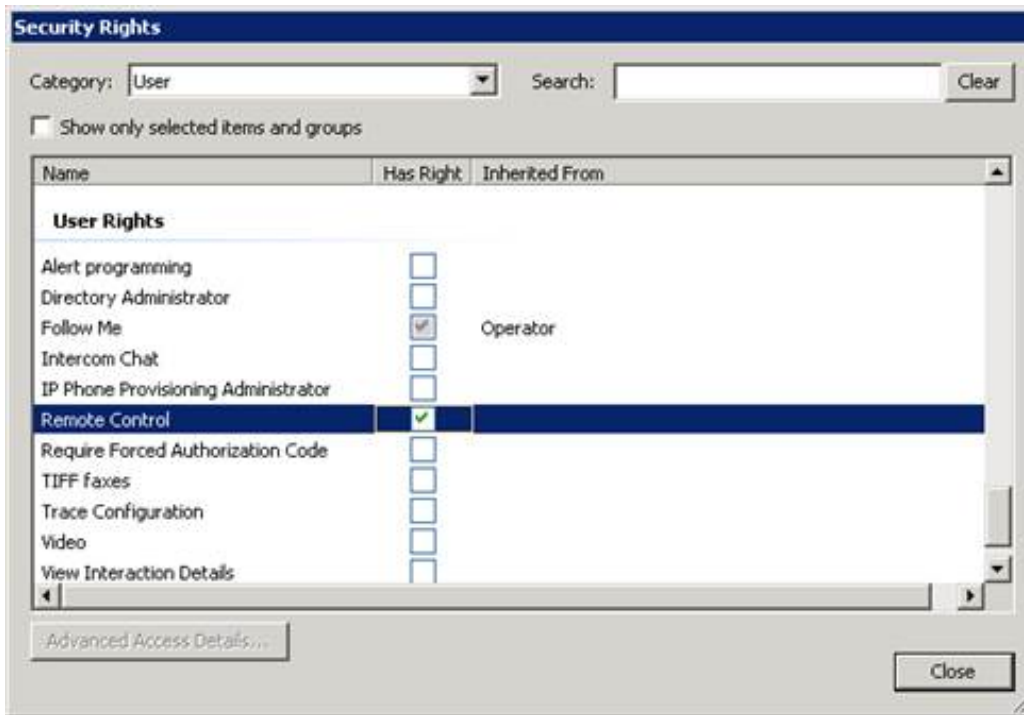 Security Rights
Category: User Search: Clear
Show only selected items and groups
Name Has Right Inherited From
User Rights
Alert programming
Directory Administrator
Follow Me Operator
Intercom Chat
IP Phone Provisioning Administrator
Remote Control
Require Forced Authorization Code
TIFF faxes
Trace Configuration
Video
View Interaction Details
Advanced Access Details...
Close